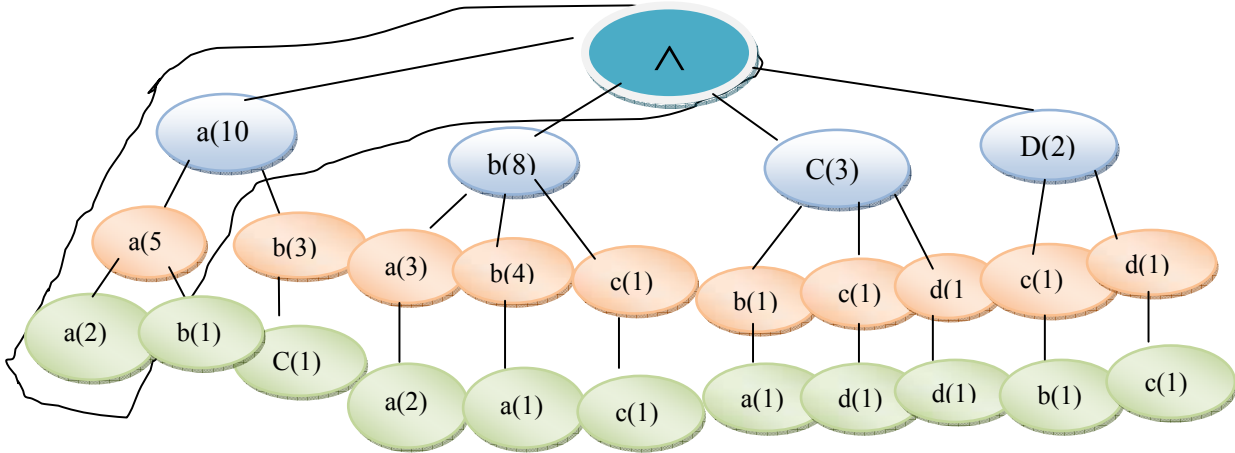 ∧
a(10
b(8)
C(3)
D(2)
a(5
b(3)
a(3)
b(4)
c(1)
b(1)
c(1)
d(1
c(1)
d(1)
a(2)
b(1)
C(1)
a(2)
a(1)
c(1)
a(1)
d(1)
d(1)
b(1)
c(1)